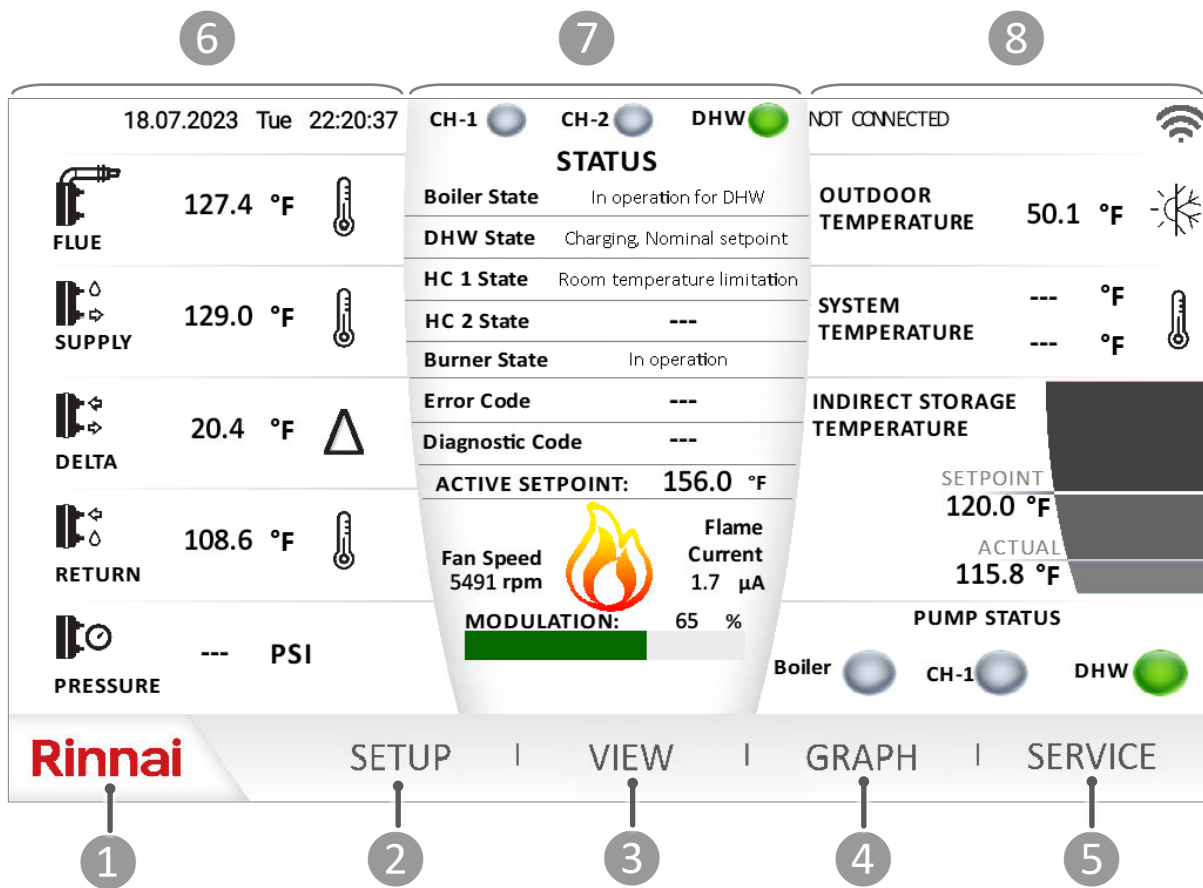 6
7
8
18.07.2023 Tue 22:20:37
FLUE
127.4 °F
SUPPLY
129.0 °F
DELTA
20.4 °F
Δ
RETURN
108.6 °F
PRESSURE
--- PSI
CH-1 CH-2 DHW
STATUS
Boiler State In operation for DHW
DHW State Charging, Nominal setpoint
HC 1 State Room temperature limitation
HC 2 State ---
Burner State In operation
Error Code ---
Diagnostic Code ---
ACTIVE SETPOINT: 156.0 °F
Fan Speed
5491 rpm
Flame
Current
1.7 µA
MODULATION: 65 %
NOT CONNECTED
OUTDOOR
TEMPERATURE
50.1 °F
SYSTEM
TEMPERATURE
--- °F
--- °F
INDIRECT STORAGE
TEMPERATURE
SETPOINT
120.0 °F
ACTUAL
115.8 °F
PUMP STATUS
Boiler CH-1 DHW
Rinnai SETUP | VIEW | GRAPH | SERVICE
1
2
3
4
5